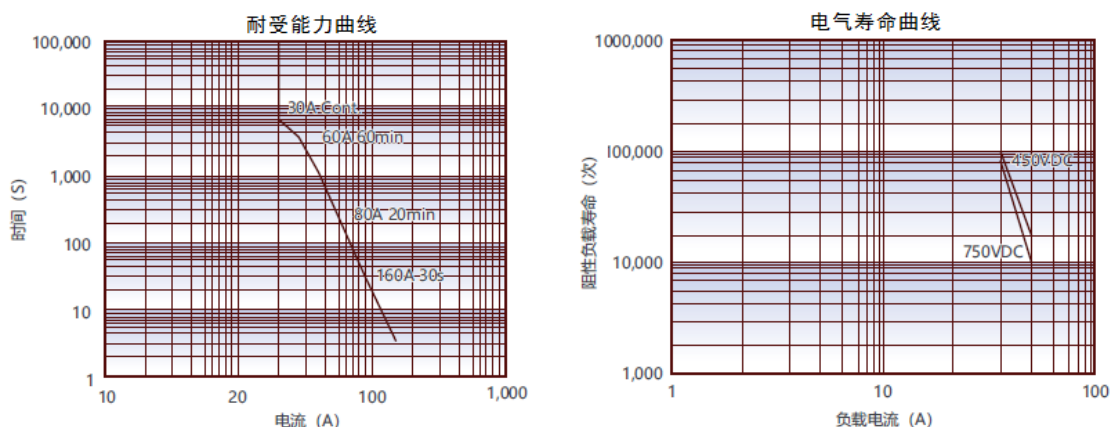 耐受能力曲线
100,000
10,000
1,000
100
10
1
时间（S）
30A Cont.
60A 60min
80A 20min
160A 30s
10
20
100
1,000
电流（A）
电气寿命曲线
1000,000
100,000
10,000
1,000
阻性负载寿命（次）
450VDC
750VDC
1
10
100
负载电流（A）